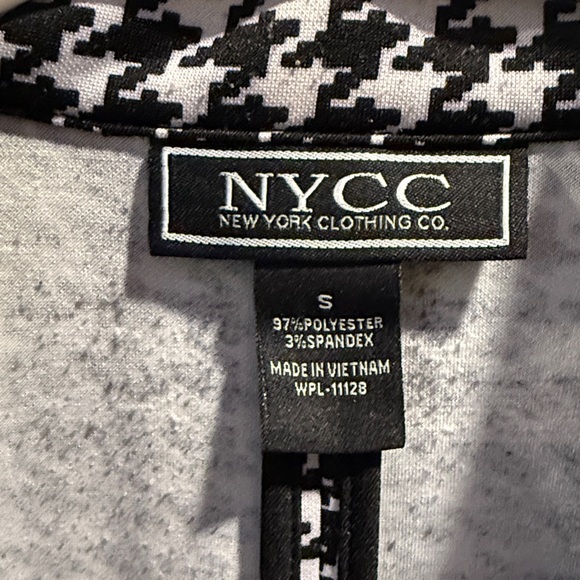 NYCC
NEW YORK CLOTHING CO.
S
97%POLYESTER
3%SPANDEX
MADE IN VIETNAM
WPL-11128